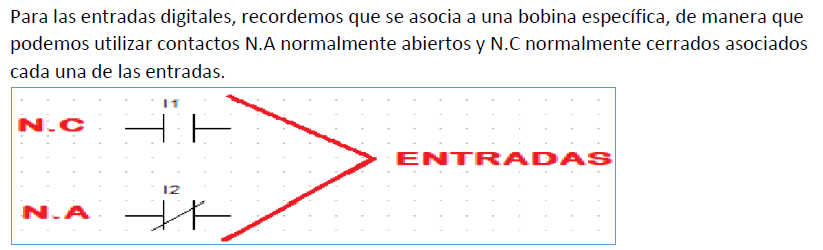 Para las entradas digitales, recordemos que se asocia a una bobina específica, de manera que
podemos utilizar contactos N.A normalmente abiertos y N.C normalmente cerrados asociados
cada una de las entradas.
I1
N.C
ENTRADAS
I2
N.A